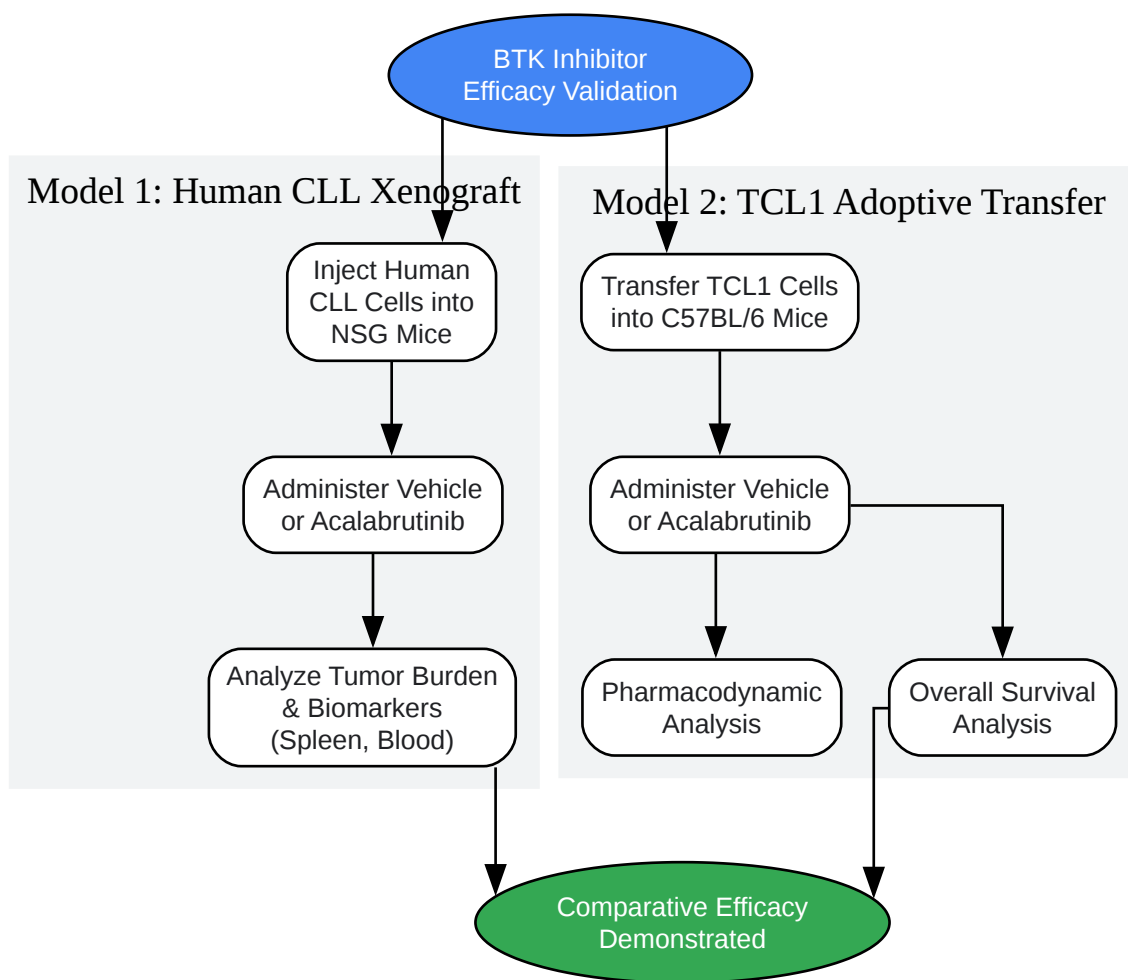 BTK Inhibitor
Efficacy Validation
Model 1: Human CLL Xenograft
Inject Human
CLL Cells into
NSG Mice
Administer Vehicle
or Acalabrutinib
Analyze Tumor Burden
& Biomarkers
(Spleen, Blood)
Model 2: TCL1 Adoptive Transfer
Transfer TCL1 Cells
into C57BL/6 Mice
Administer Vehicle
or Acalabrutinib
Pharmacodynamic
Analysis
Overall Survival
Analysis
Comparative Efficacy
Demonstrated